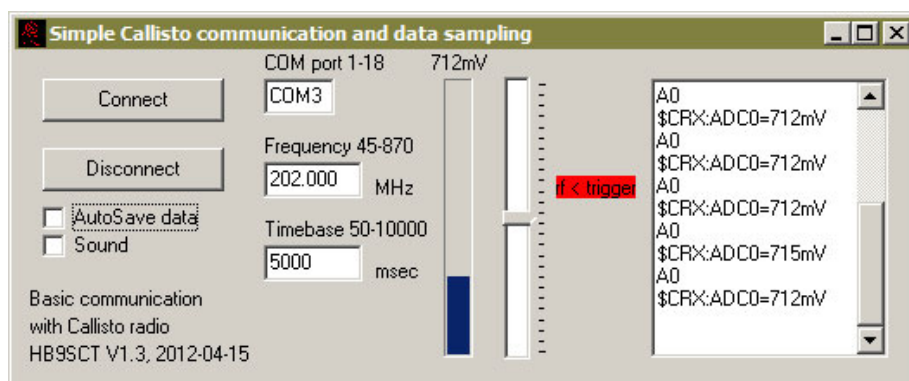 Simple Callisto communication and data sampling
Connect
Disconnect
AutoSave data
Sound
Basic communication
with Callisto radio
HB9SCT V1.3, 2012-04-15
COM port 1-18
COM3
Frequency 45-870
202.000 MHz
Timebase 50-10000
5000 msec
712mV
rf < trigger
A0
$CRX:ADC0=712mV
A0
$CRX:ADC0=712mV
A0
$CRX:ADC0=712mV
A0
$CRX:ADC0=715mV
A0
$CRX:ADC0=712mV